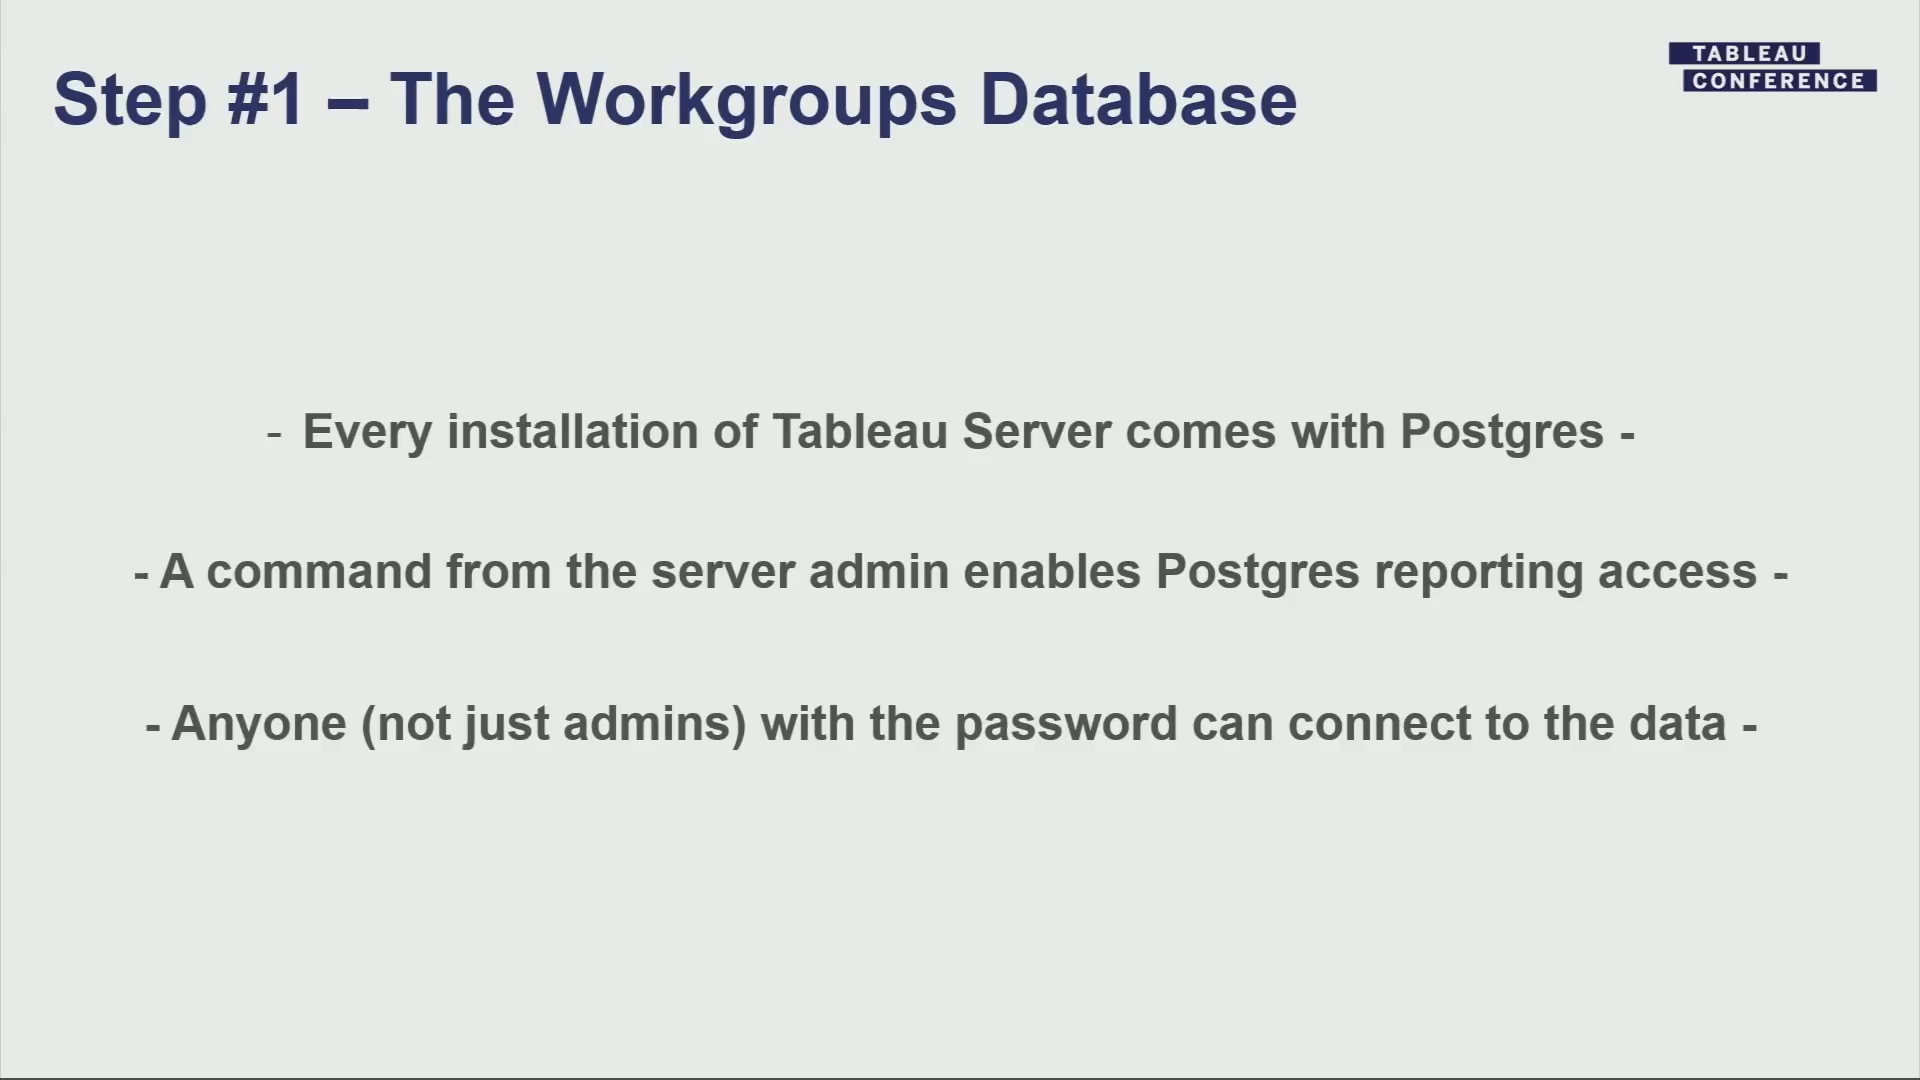 Step #1 – The Workgroups Database
TABLEAU
CONFERENCE
- Every installation of Tableau Server comes with Postgres -
- A command from the server admin enables Postgres reporting access -
- Anyone (not just admins) with the password can connect to the data -